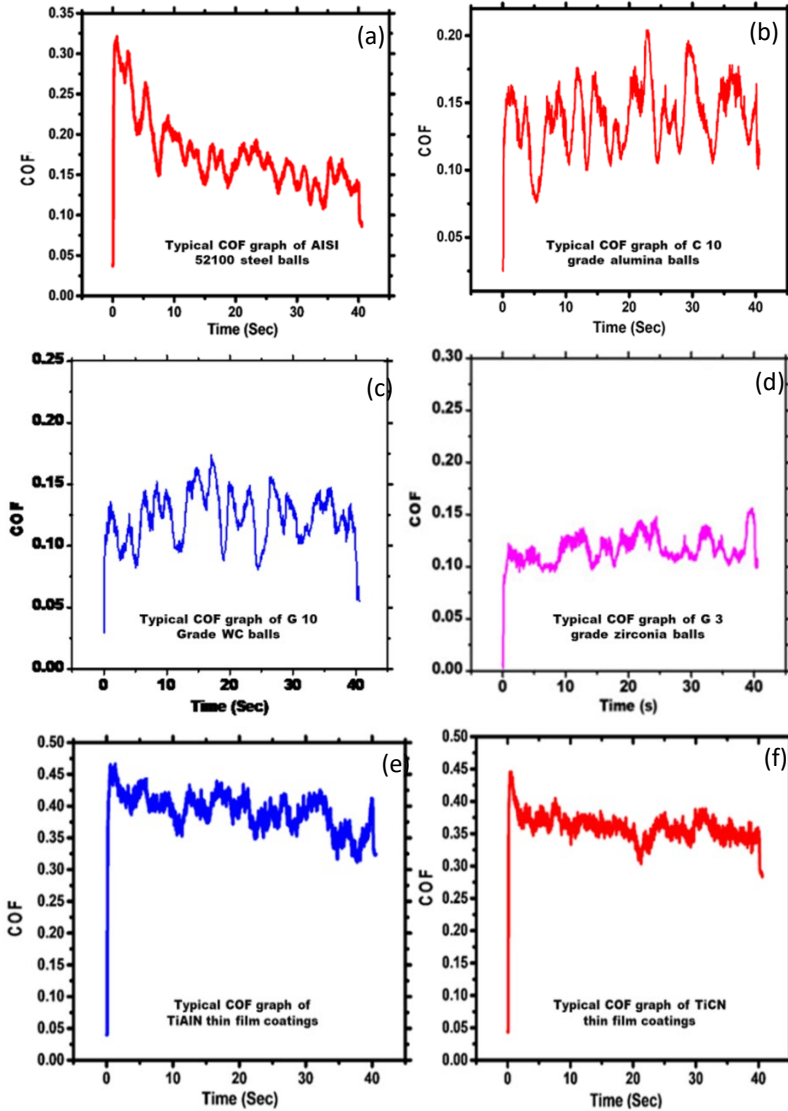 (a)
0.35
0.30
0.25
0.20
0.15
0.10
0.05
0.00
COF
Typical COF graph of AISI
52100 steel balls
0 10 20 30 40
Time (Sec)
(b)
0.20
0.15
0.10
0.05
COF
Typical COF graph of C 10
grade alumina balls
0 10 20 30 40
Time (Sec)
(c)
0.25
0.20
0.15
0.10
0.05
0.00
COF
Typical COF graph of G 10
Grade WC balls
0 10 20 30 40
Time (Sec)
(d)
0.30
0.25
0.20
0.15
0.10
0.05
0.00
COF
Typical COF graph of G 3
grade zirconia balls
0 10 20 30 40
Time (s)
(e)
0.50
0.45
0.40
0.35
0.30
0.25
0.20
0.15
0.10
0.05
0.00
COF
Typical COF graph of
TiAlN thin film coatings
0 10 20 30 40
Time (Sec)
(f)
0.50
0.45
0.40
0.35
0.30
0.25
0.20
0.15
0.10
0.05
0.00
COF
Typical COF graph of TiCN
thin film coatings
0 10 20 30 40
Time (Sec)